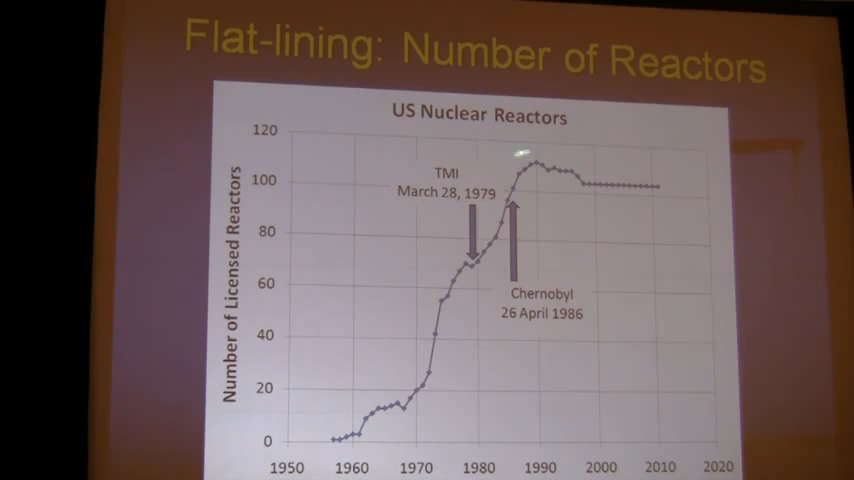 Flat-lining: Number of Reactors
US Nuclear Reactors
Number of Licensed Reactors
120
100
80
60
40
20
0
TMI
March 28, 1979
Chernobyl
26 April 1986
1950 1960 1970 1980 1990 2000 2010 2020